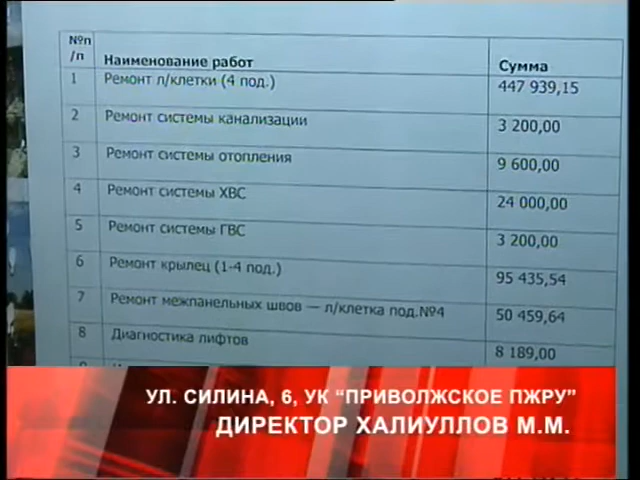 №п
/п
Наименование работ Сумма
1 Ремонт л/клетки (4 под.) 447 939,15
2 Ремонт системы канализации 3 200,00
3 Ремонт системы отопления 9 600,00
4 Ремонт системы ХВС 24 000,00
5 Ремонт системы ГВС 3 200,00
6 Ремонт крылец (1-4 под.) 95 435,54
7 Ремонт межпанельных швов — л/клетка под.№4 50 459,64
8 Диагностика лифтов 8 189,00
УЛ. СИЛИНА, 6, УК "ПРИВОЛЖСКОЕ ПЖРУ"
ДИРЕКТОР ХАЛИУЛЛОВ М.М.